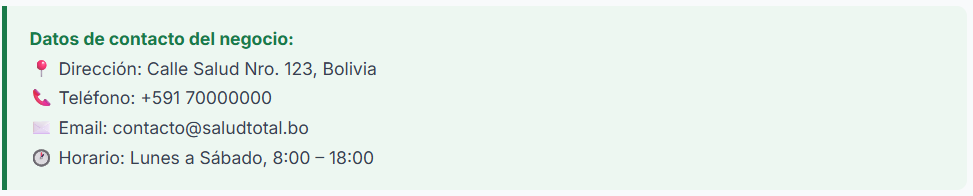 Datos de contacto del negocio:
📍 Dirección: Calle Salud Nro. 123, Bolivia
📞 Teléfono: +591 70000000
✉️ Email: contacto@saludtotal.bo
🕐 Horario: Lunes a Sábado, 8:00 – 18:00